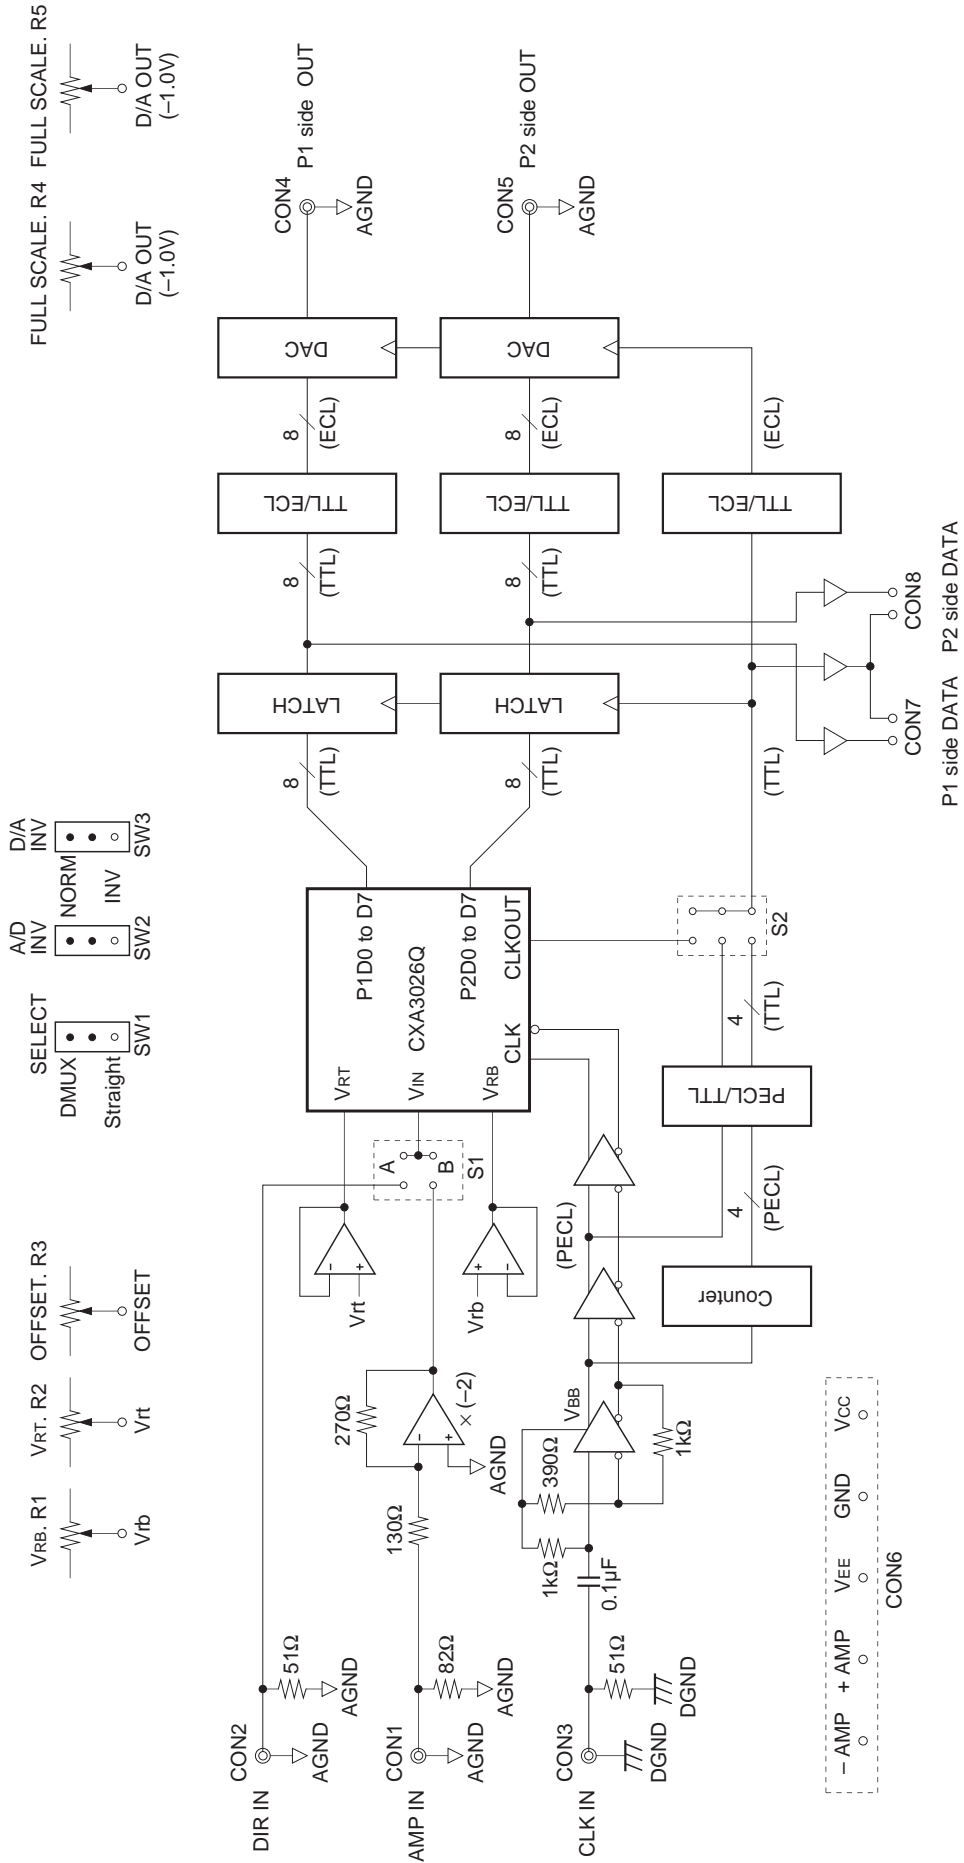 VRB. R1
Vrb
VRT. R2
Vrt
OFFSET. R3
OFFSET
SELECT
DMUX
Straight
SW1
A/D
INV
SW2
D/A
INV
NORM
INV
SW3
FULL SCALE. R4
D/A OUT
(–1.0V)
FULL SCALE. R5
D/A OUT
(–1.0V)
DIR IN
CON2
AGND
51Ω
AGND
AMP IN
CON1
AGND
82Ω
AGND
130Ω
270Ω
–
+
× (–2)
AGND
Vrt
–
+
Vrb
+
–
A
B
S1
VRT
VIN
VRB
CXA3026Q
P1D0 to D7
P2D0 to D7
CLK
CLKOUT
8
(TTL)
LATCH
8
(TTL)
TTL/ECL
8
(ECL)
DAC
CON4
AGND
P1 side OUT
8
(TTL)
LATCH
8
(TTL)
TTL/ECL
8
(ECL)
DAC
CON5
AGND
P2 side OUT
CLK IN
CON3
DGND
51Ω
DGND
0.1µF
1kΩ
390Ω
VBB
1kΩ
(PECL)
Counter
4
(PECL)
PECL/TTL
4
(TTL)
S2
(TTL)
TTL/ECL
(ECL)
CON7
P1 side DATA
CON8
P2 side DATA
– AMP
+ AMP
VEE
GND
VCC
CON6